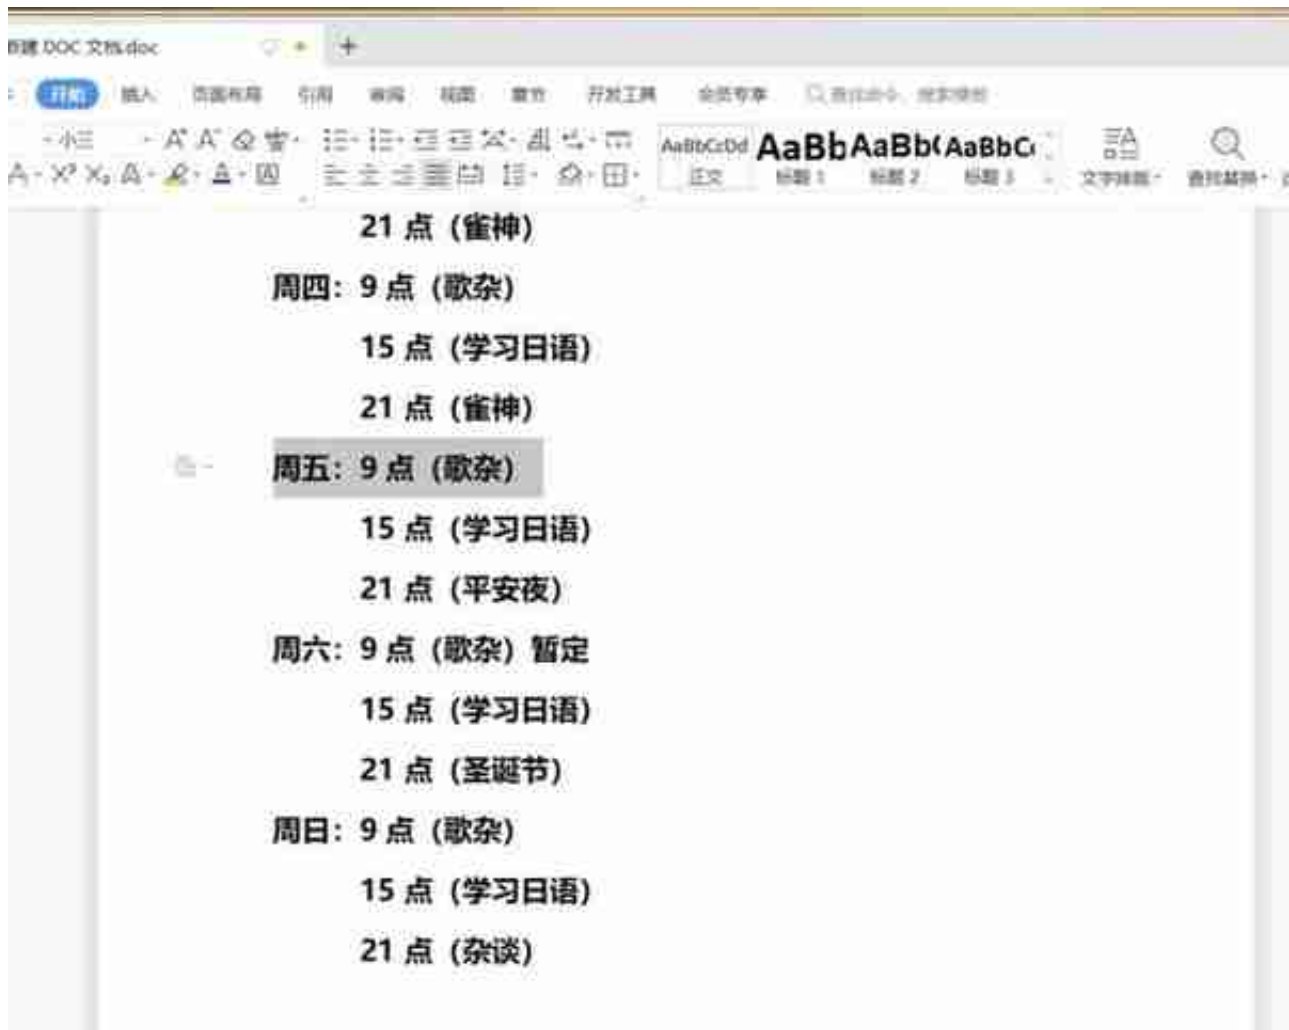 DOC 文档.doc
开始 插入 页面布局 引用 审阅 视图 章节 开发工具 会员专享
小三
AaBbCcDd AaBb AaBb( AaBbC
正文 标题 1 标题 2 标题 3 文字排版 查找替换
21 点（雀神）
周四：9 点（歌杂）
15 点（学习日语）
21 点（雀神）
周五：9 点（歌杂）
15 点（学习日语）
21 点（平安夜）
周六：9 点（歌杂）暂定
15 点（学习日语）
21 点（圣诞节）
周日：9 点（歌杂）
15 点（学习日语）
21 点（杂谈）